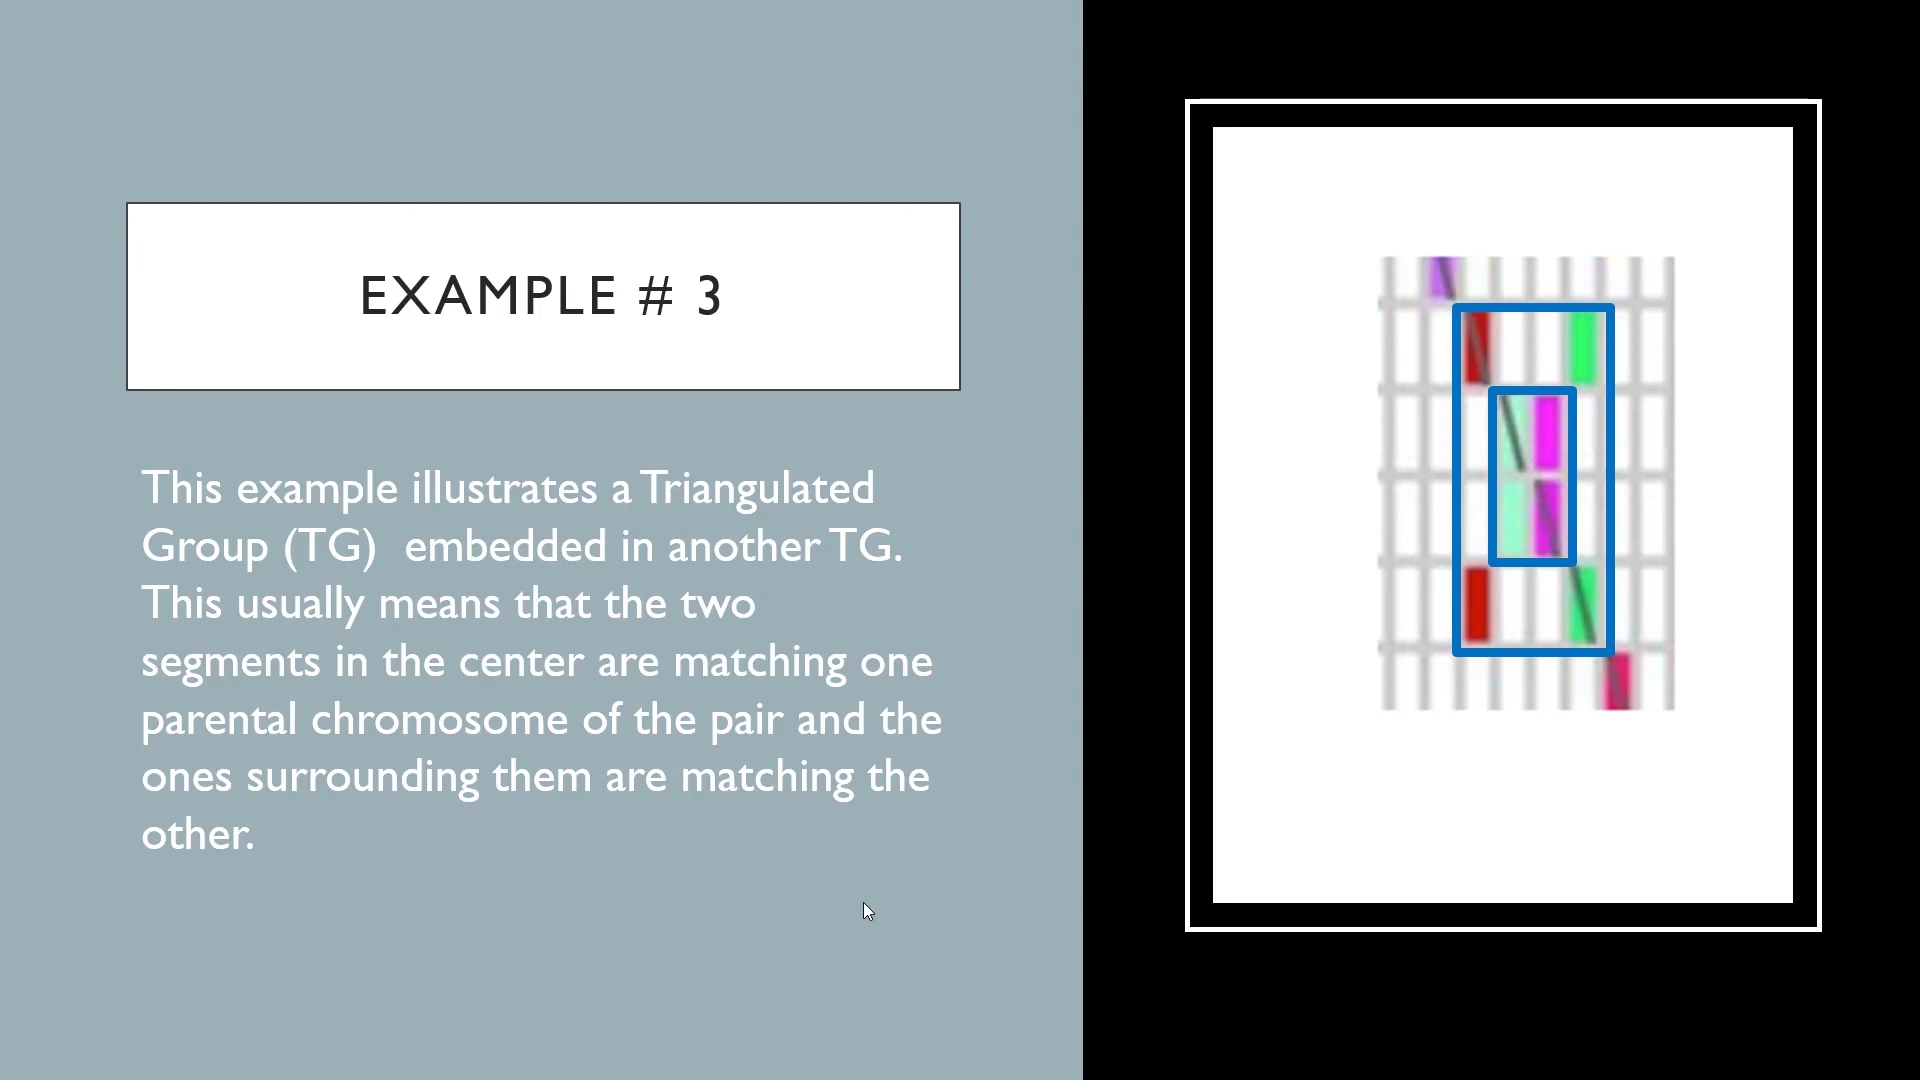 EXAMPLE # 3
This example illustrates a Triangulated
Group (TG)  embedded in another TG.
This usually means that the two
segments in the center are matching one
parental chromosome of the pair and the
ones surrounding them are matching the
other.